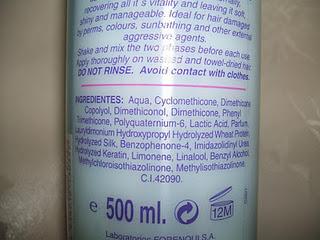 recovering all it's vitality and leaving it soft,
shiny and manageable. Ideal for hair damaged
by perms, colours, sunbathing and other external
aggressive agents.
Shake and mix the two phases before each use.
Apply thoroughly on washed and towel-dried hair.
DO NOT RINSE. Avoid contact with clothes.
INGREDIENTES: Aqua, Cyclomethicone, Dimethicone
Copolyol, Dimethiconol, Dimethicone, Phenyl
Trimethicone, Polyquaternium-6, Lactic Acid, Parfum,
Lauryldimonium Hydroxypropyl Hydrolyzed Wheat Protein,
Hydrolyzed Silk, Benzophenone-4, Imidazolidinyl Urea,
Hydrolyzed Keratin, Limonene, Linalool, Benzyl Alcohol,
Methylchloroisothiazolinone, Methylisothiazolinone,
C.I.42090.
e 500 ml. 12M
Laboratorios FORENQUI S.A.